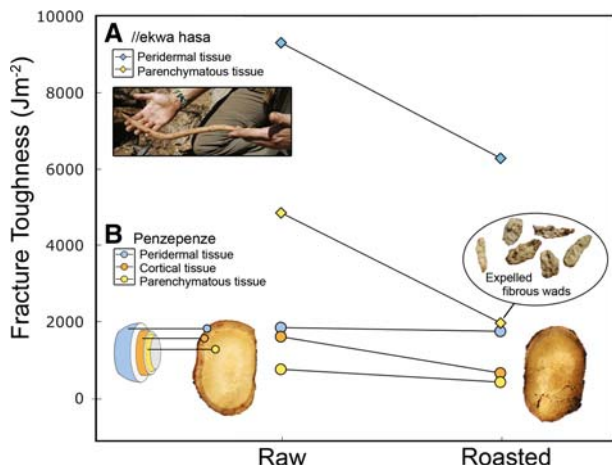 A //ekwa hasa
Peridermal tissue
Parenchymatous tissue
B Penzepenze
Peridermal tissue
Cortical tissue
Parenchymatous tissue
Expelled
fibrous wads
Fracture Toughness (Jm⁻²)
10000
8000
6000
4000
2000
0
Raw Roasted